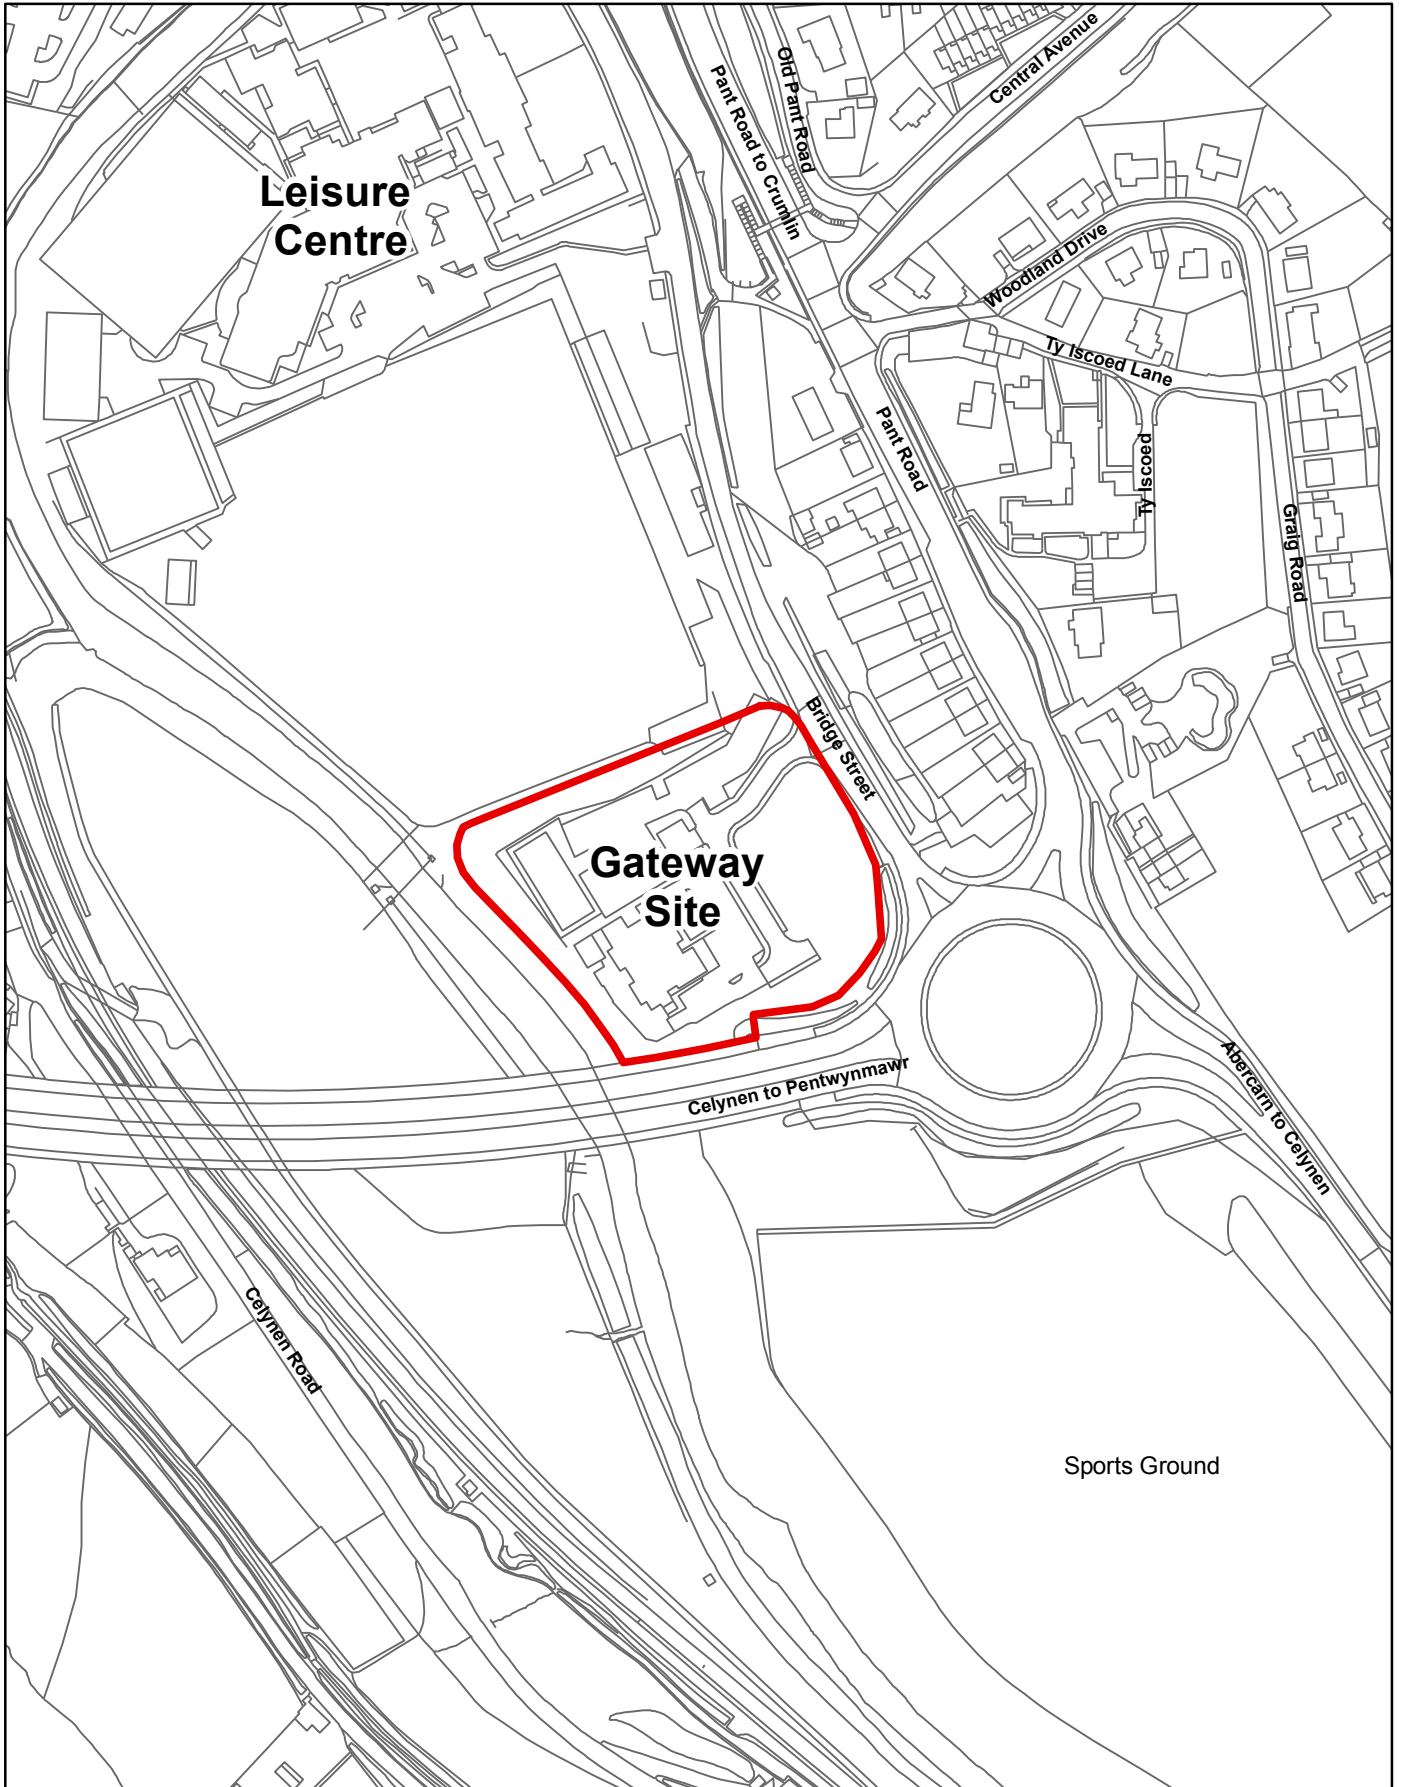 Central Avenue
Old Pant Road
Pant Road to Crumlin
Leisure
Centre
Woodland Drive
Ty Iscoed Lane
Pant Road
Ty Iscoed
Graig Road
Bridge Street
Gateway
Site
Celynen to Pentwynmawr
Abercarn to Celynen
Celynen Road
Sports Ground